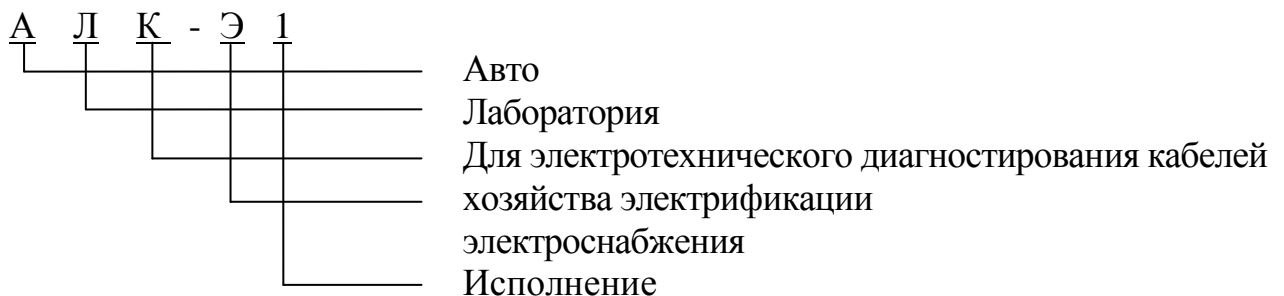 А Л К - Э 1
Авто
Лаборатория
Для электротехнического диагностирования кабелей
хозяйства электрификации
электроснабжения
Исполнение